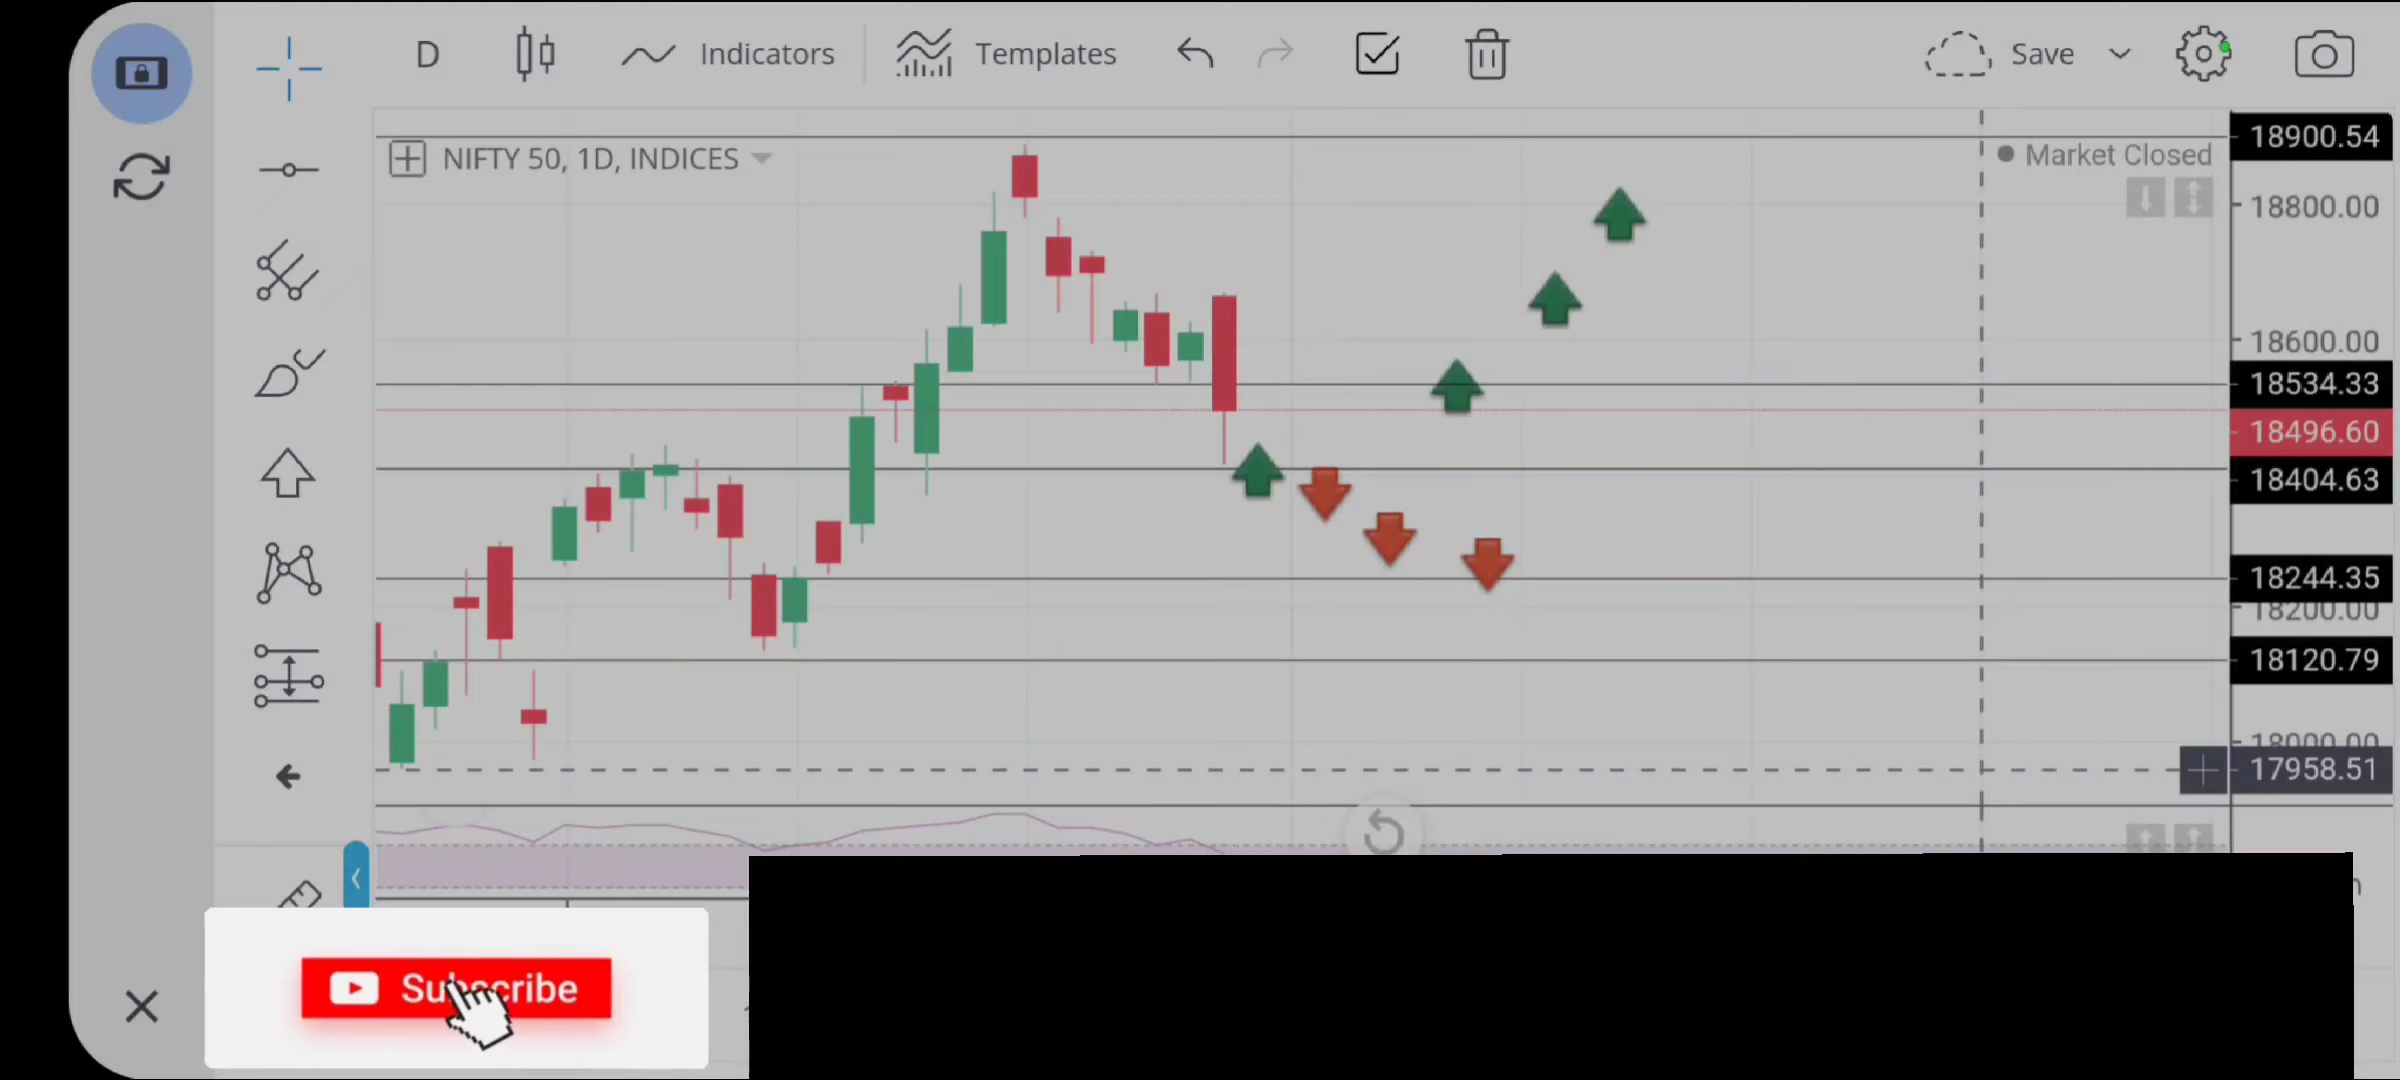 D Indicators Templates Save
NIFTY 50, 1D, INDICES
Market Closed
18900.54
18800.00
18600.00
18534.33
18496.60
18404.63
18244.35
18200.00
18120.79
18000.00
17958.51
Subscribe